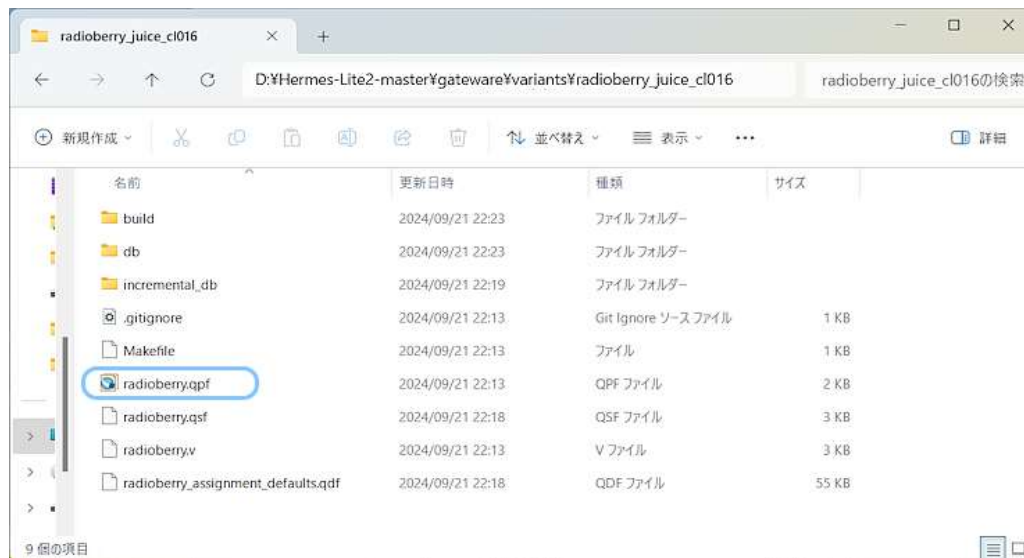 radioberry_juice_cl016
D:¥Hermes-Lite2-master¥gateware¥variants¥radioberry_juice_cl016
radioberry_juice_cl016の検索
新規作成
並べ替え
表示
詳細
名前 更新日時 種類 サイズ
build 2024/09/21 22:23 ファイル フォルダー
db 2024/09/21 22:23 ファイル フォルダー
incremental_db 2024/09/21 22:19 ファイル フォルダー
.gitignore 2024/09/21 22:13 Git Ignore ソース ファイル 1 KB
Makefile 2024/09/21 22:13 ファイル 1 KB
radioberry.qpf 2024/09/21 22:13 QPF ファイル 2 KB
radioberry.qsf 2024/09/21 22:18 QSF ファイル 3 KB
radioberry.v 2024/09/21 22:13 V ファイル 3 KB
radioberry_assignment_defaults.qdf 2024/09/21 22:18 QDF ファイル 55 KB
9 個の項目